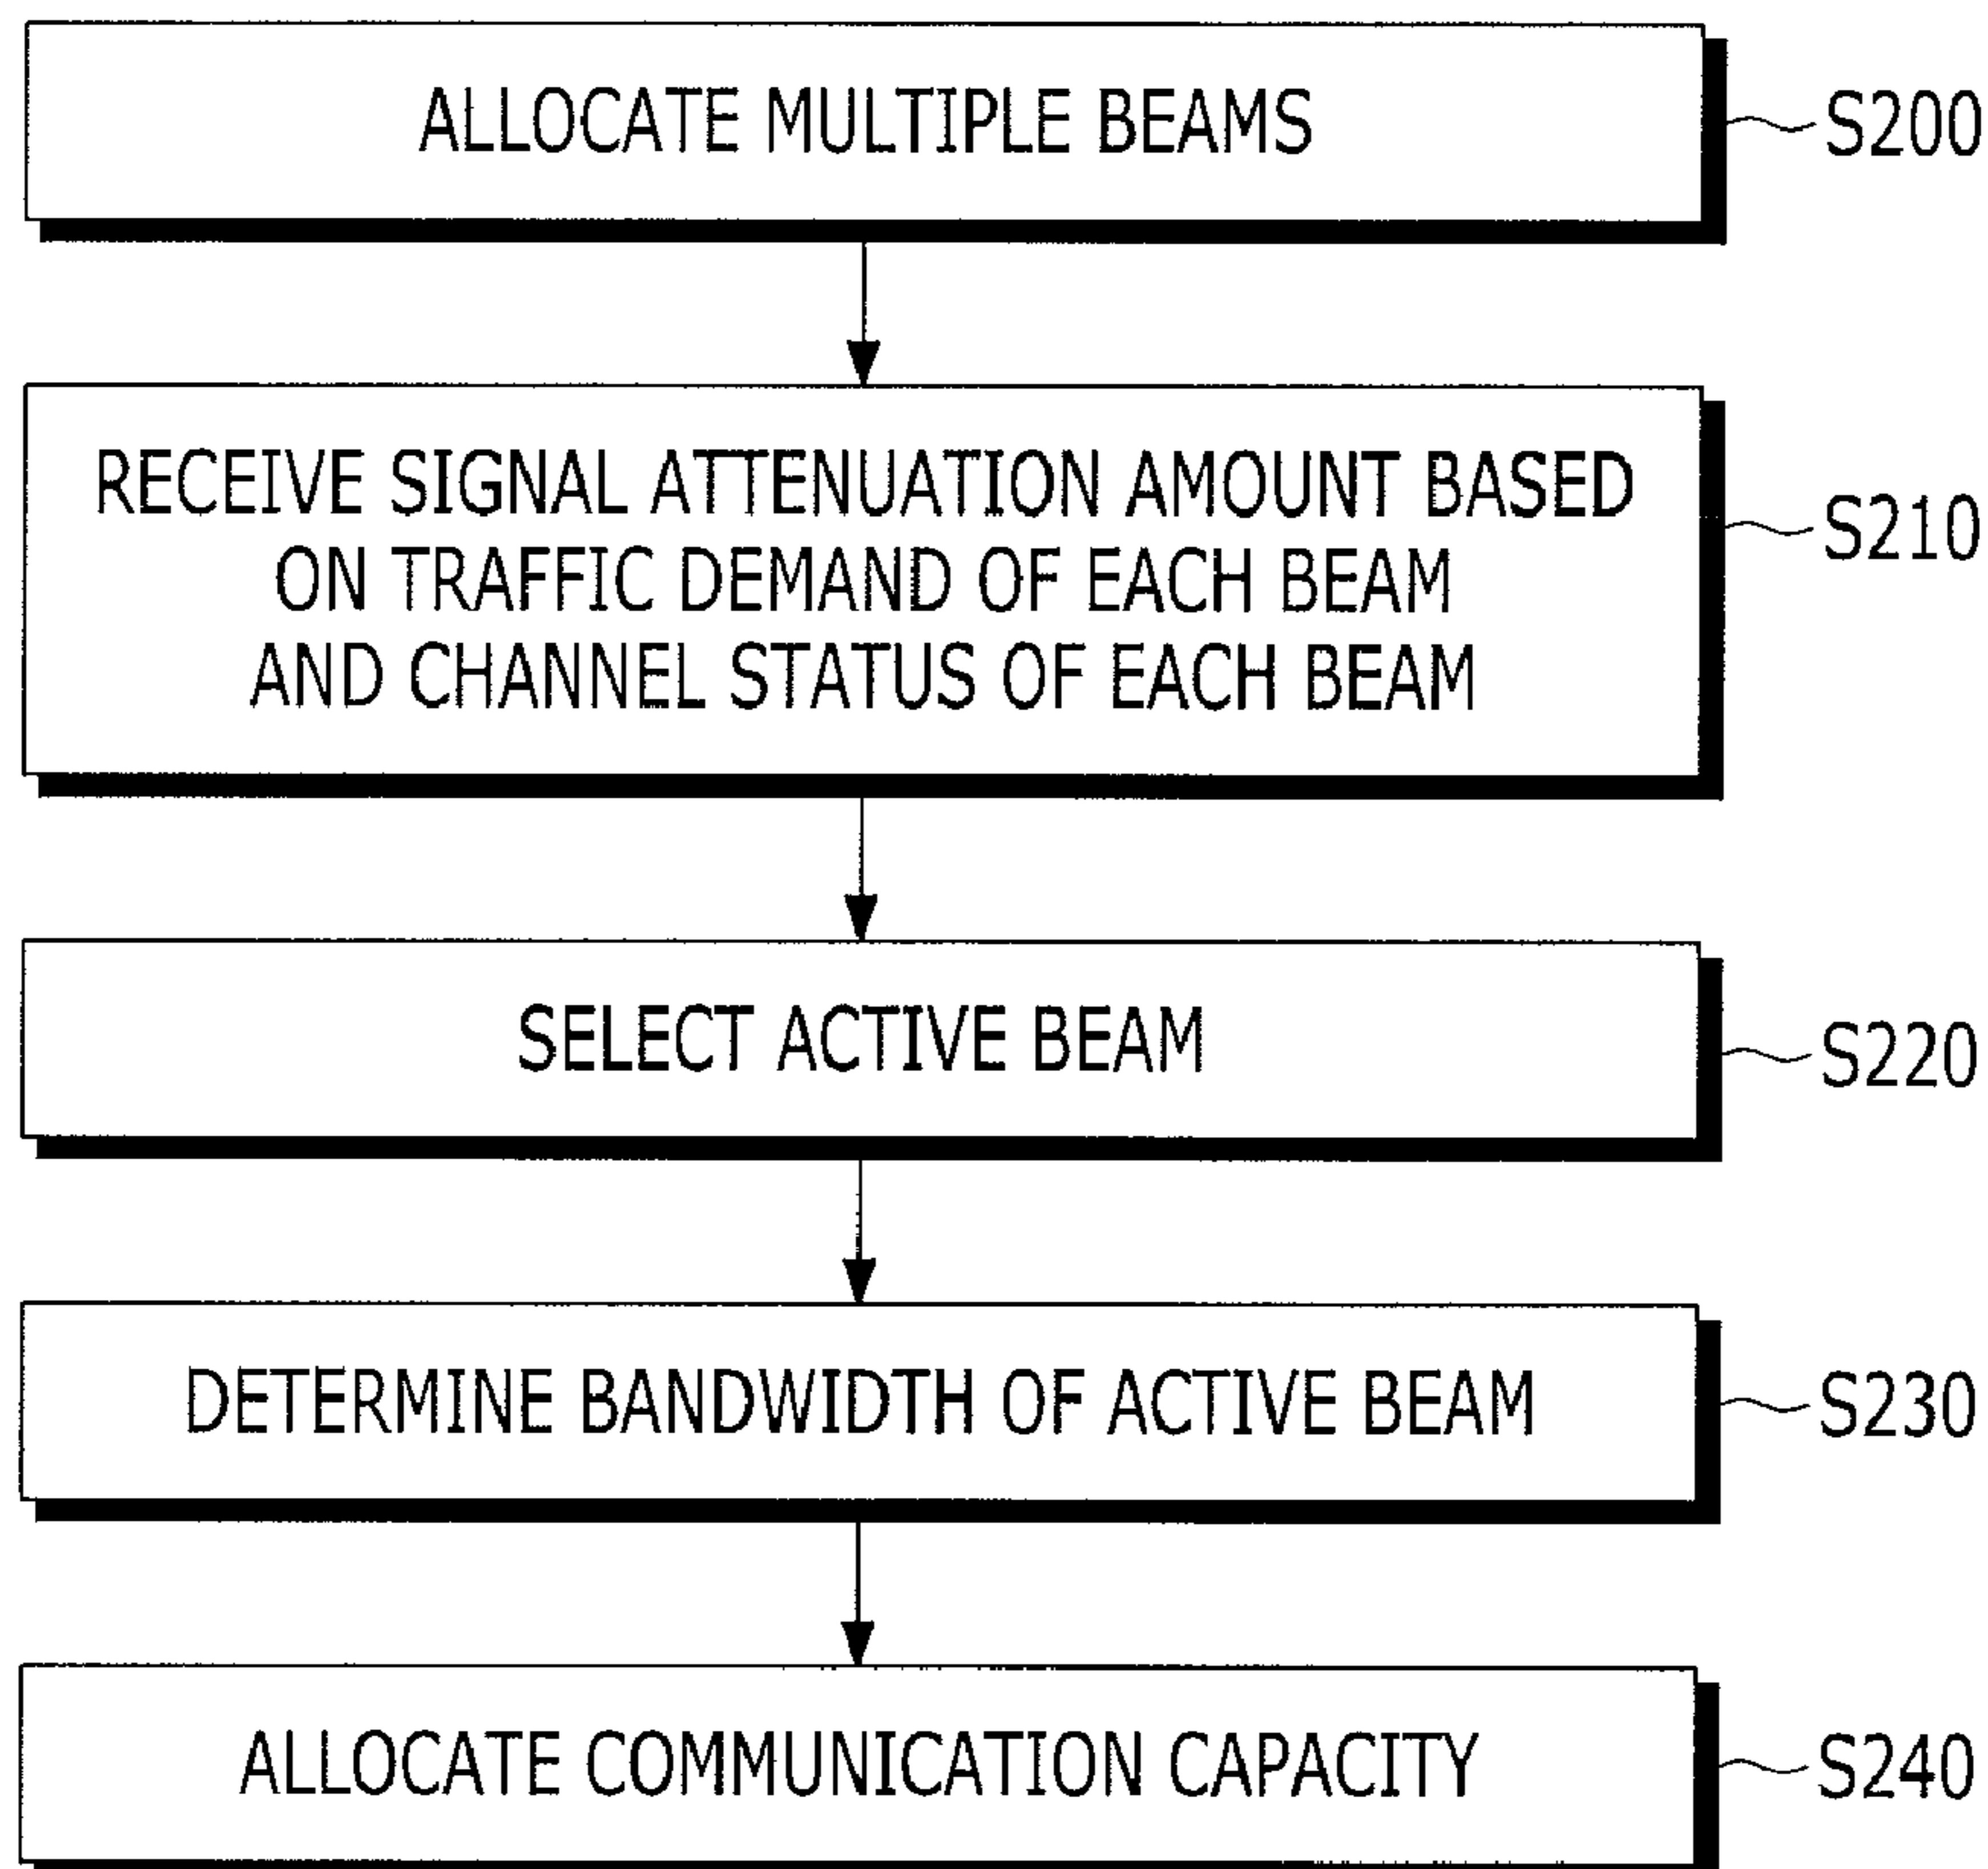 ALLOCATE MULTIPLE BEAMS
S200
RECEIVE SIGNAL ATTENUATION AMOUNT BASED
ON TRAFFIC DEMAND OF EACH BEAM
AND CHANNEL STATUS OF EACH BEAM
S210
SELECT ACTIVE BEAM
S220
DETERMINE BANDWIDTH OF ACTIVE BEAM
S230
ALLOCATE COMMUNICATION CAPACITY
S240